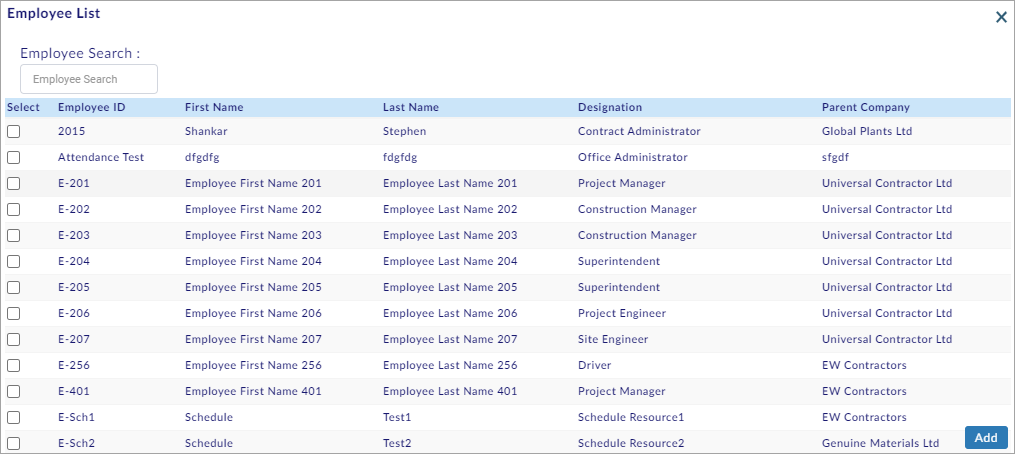 Employee List
Employee Search :
Employee Search
Select Employee ID First Name Last Name Designation Parent Company
2015 Shankar Stephen Contract Administrator Global Plants Ltd
Attendance Test dfgdfg fdgfdg Office Administrator sfgdf
E-201 Employee First Name 201 Employee Last Name 201 Project Manager Universal Contractor Ltd
E-202 Employee First Name 202 Employee Last Name 202 Construction Manager Universal Contractor Ltd
E-203 Employee First Name 203 Employee Last Name 203 Construction Manager Universal Contractor Ltd
E-204 Employee First Name 204 Employee Last Name 204 Superintendent Universal Contractor Ltd
E-205 Employee First Name 205 Employee Last Name 205 Superintendent Universal Contractor Ltd
E-206 Employee First Name 206 Employee Last Name 206 Project Engineer Universal Contractor Ltd
E-207 Employee First Name 207 Employee Last Name 207 Site Engineer Universal Contractor Ltd
E-256 Employee First Name 256 Employee Last Name 256 Driver EW Contractors
E-401 Employee First Name 401 Employee Last Name 401 Project Manager EW Contractors
E-Sch1 Schedule Test1 Schedule Resource1 EW Contractors
E-Sch2 Schedule Test2 Schedule Resource2 Genuine Materials Ltd
Add